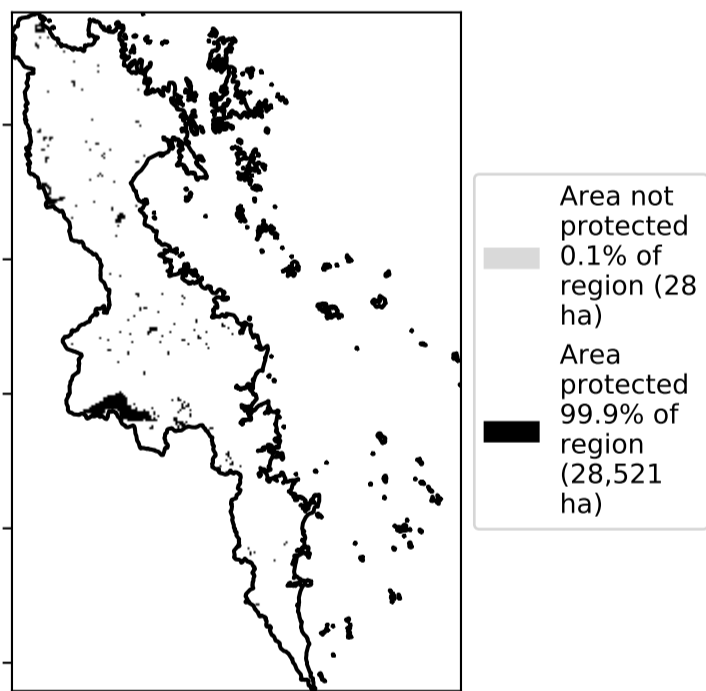 Area not
protected
0.1% of
region (28
ha)
Area
protected
99.9% of
region
(28,521
ha)